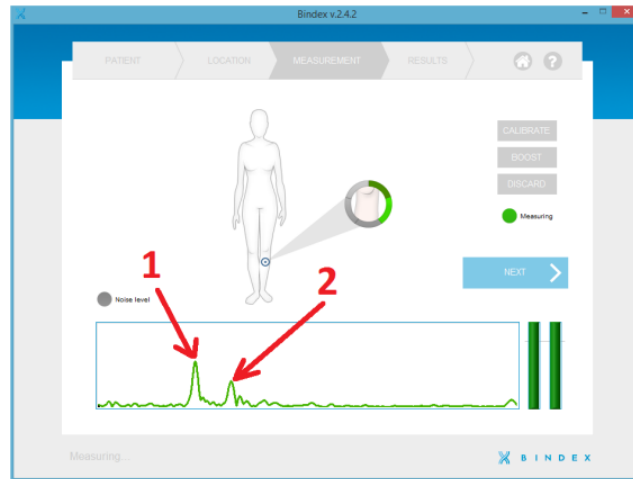 Bindex v.2.4.2
PATIENT
LOCATION
MEASUREMENT
RESULTS
?
CALIBRATE
BOOST
DISCARD
Measuring
NEXT
1
2
Noise level
Measuring...
BINDEX